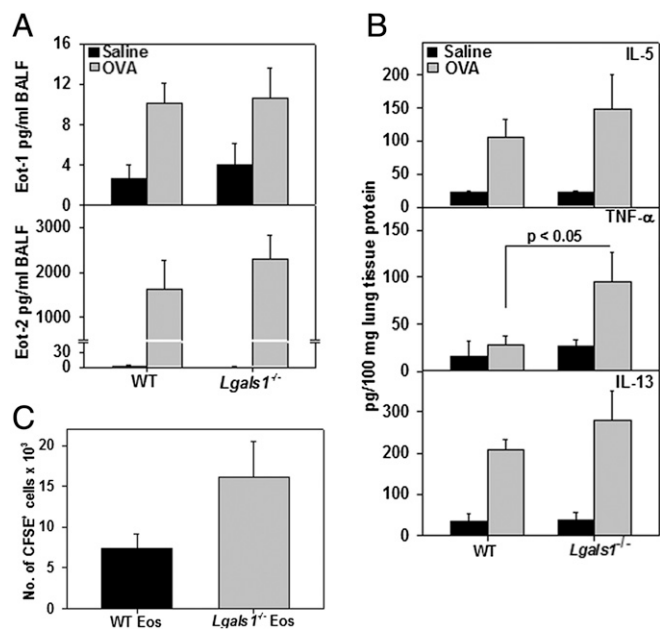 A
Saline
OVA
Eot-1 pg/ml BALF
16
12
8
4
0
Eot-2 pg/ml BALF
3000
2000
1000
30
0
WT
Lgals1⁻/⁻
B
Saline
OVA
IL-5
200
150
100
50
0
TNF-α
p < 0.05
pg/100 mg lung tissue protein
100
50
25
0
IL-13
300
200
100
0
WT
Lgals1⁻/⁻
C
No. of CFSE⁺ cells x 10³
20
15
10
5
0
WT Eos
Lgals1⁻/⁻ Eos